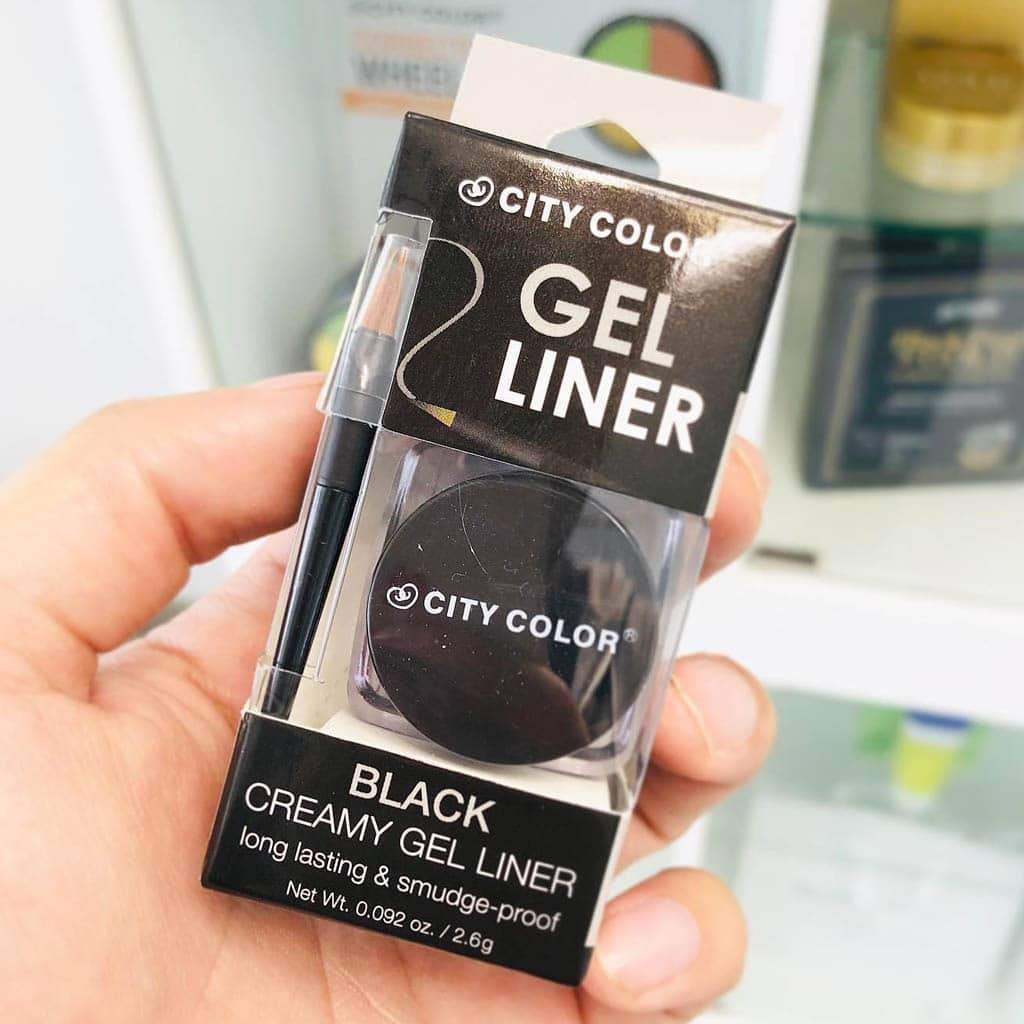 CITY COLOR
GEL
LINER
CITY COLOR®
BLACK
CREAMY GEL LINER
long lasting & smudge-proof
Net Wt. 0.092 oz. / 2.6g
WHEEL